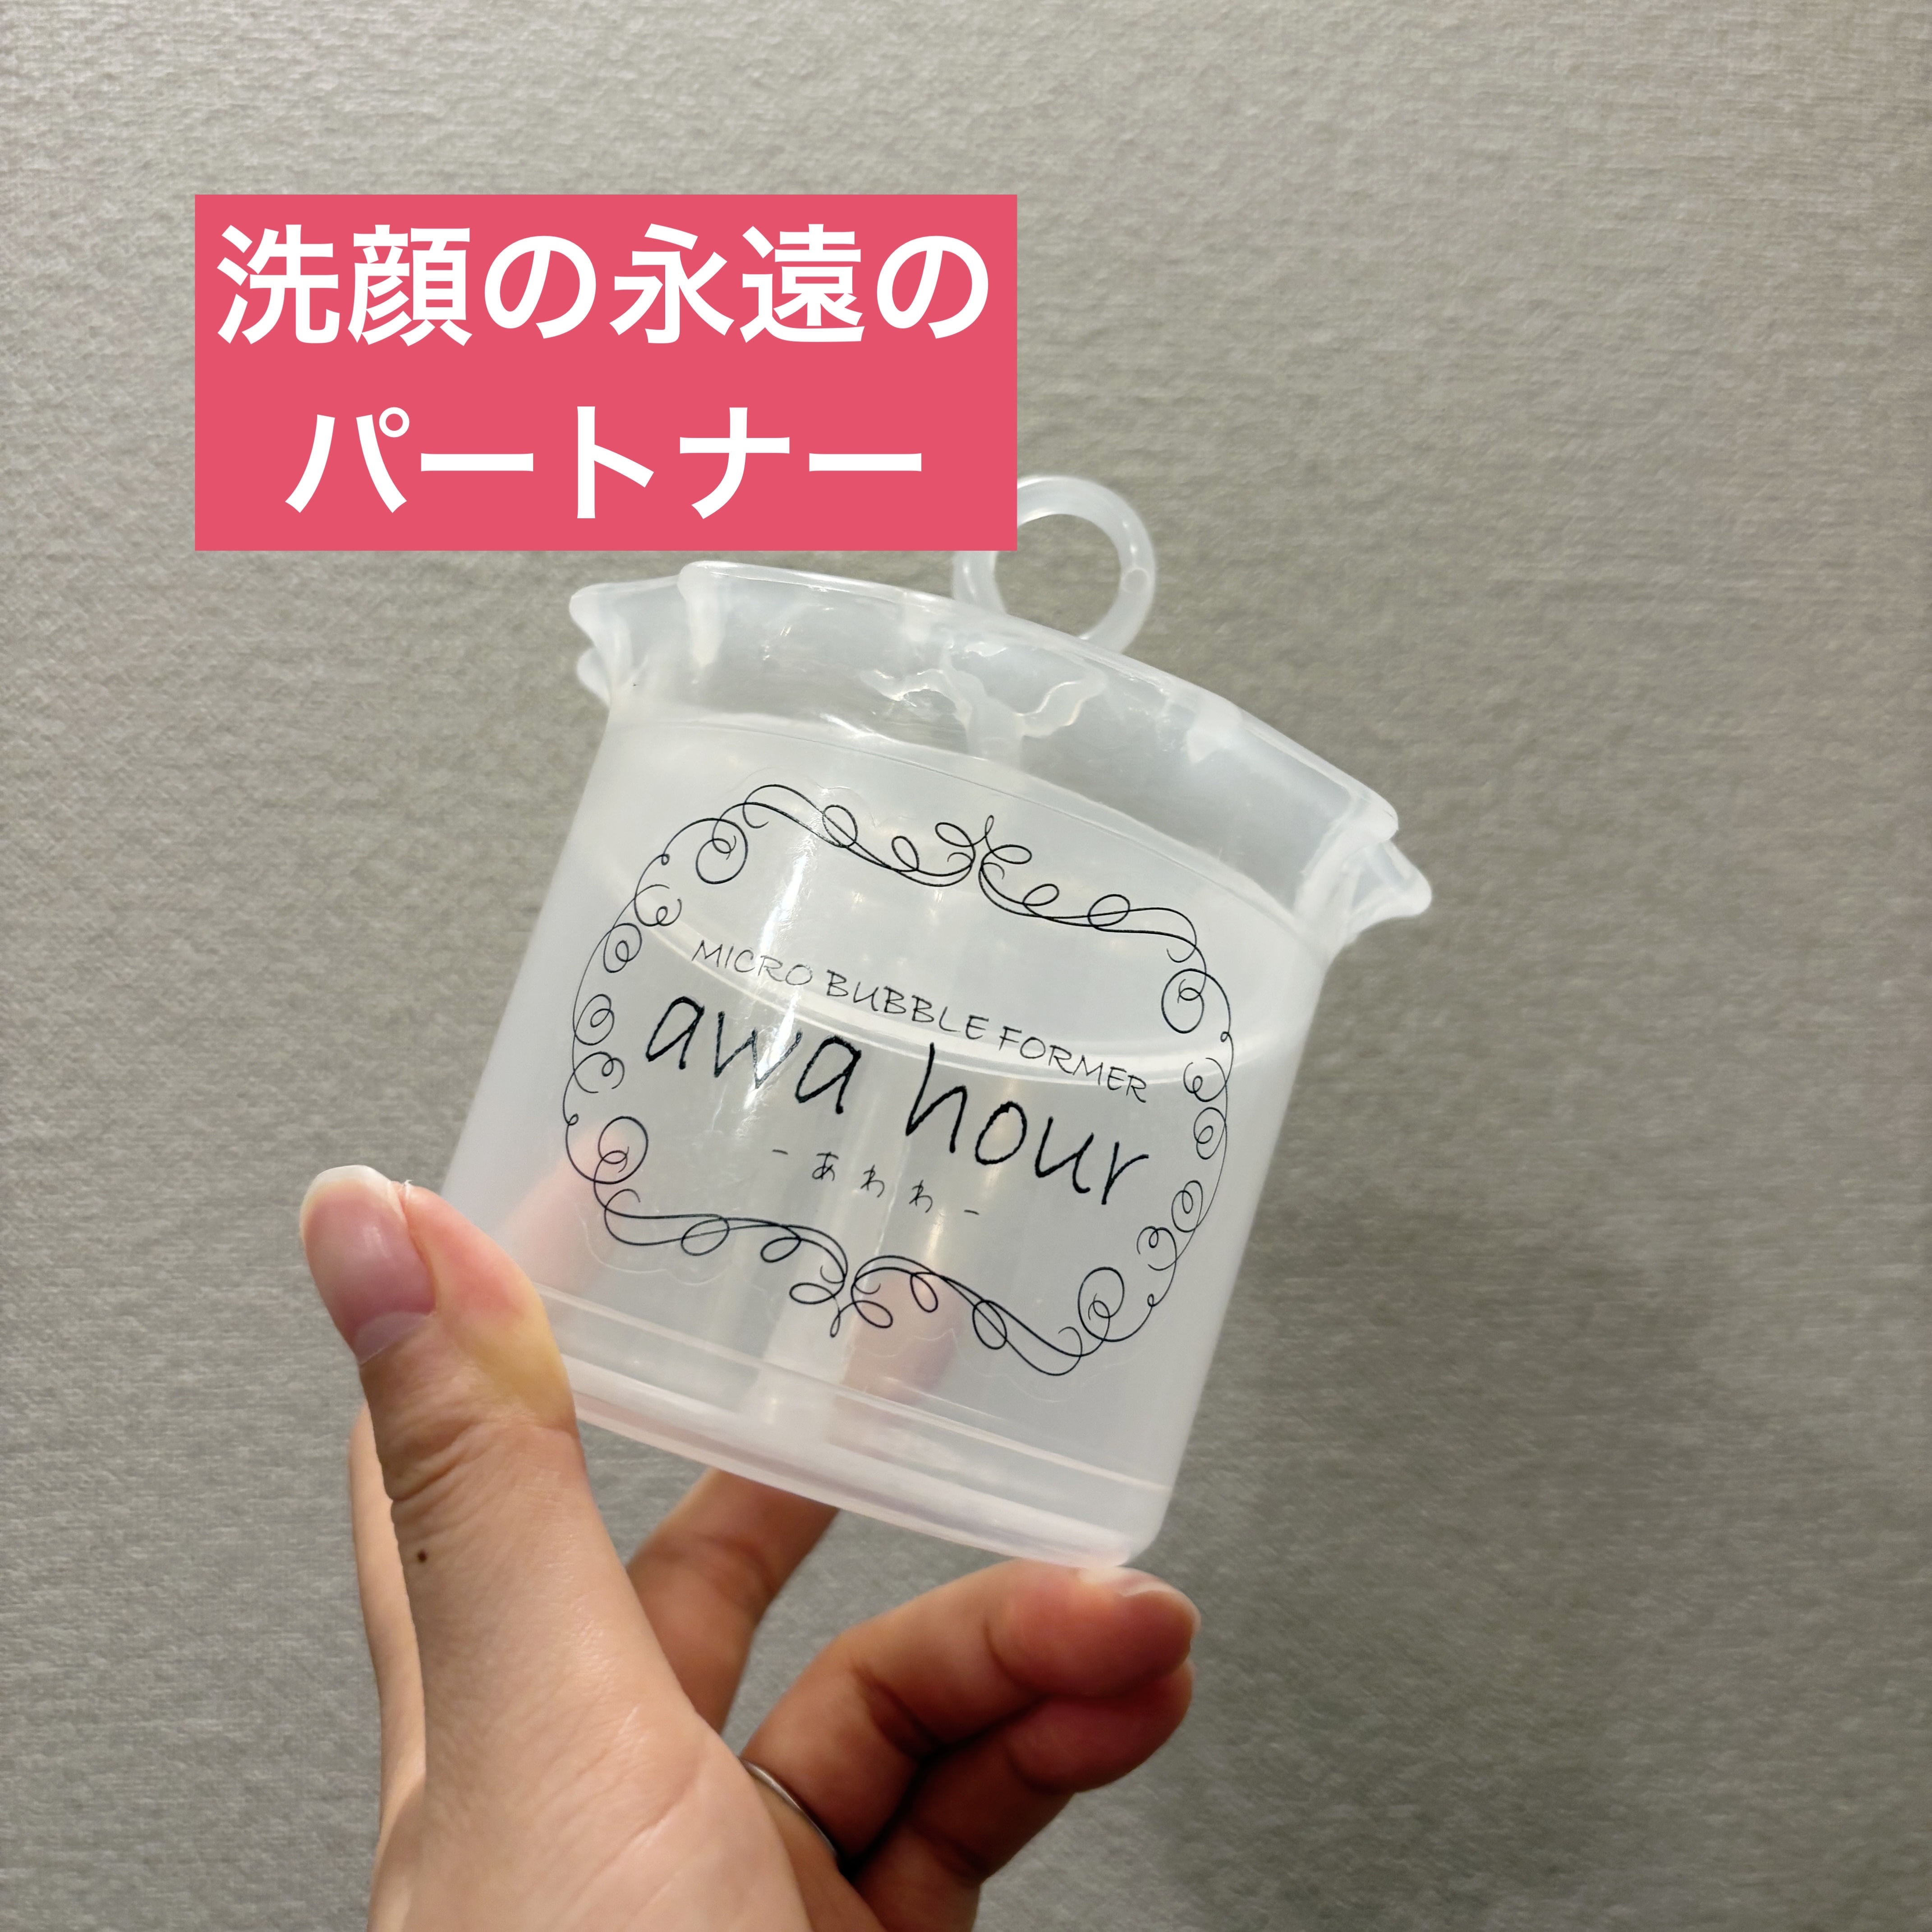 洗顔の永遠の
パートナー
MICRO BUBBLE FORMER
awa hour
- あ わ わ -